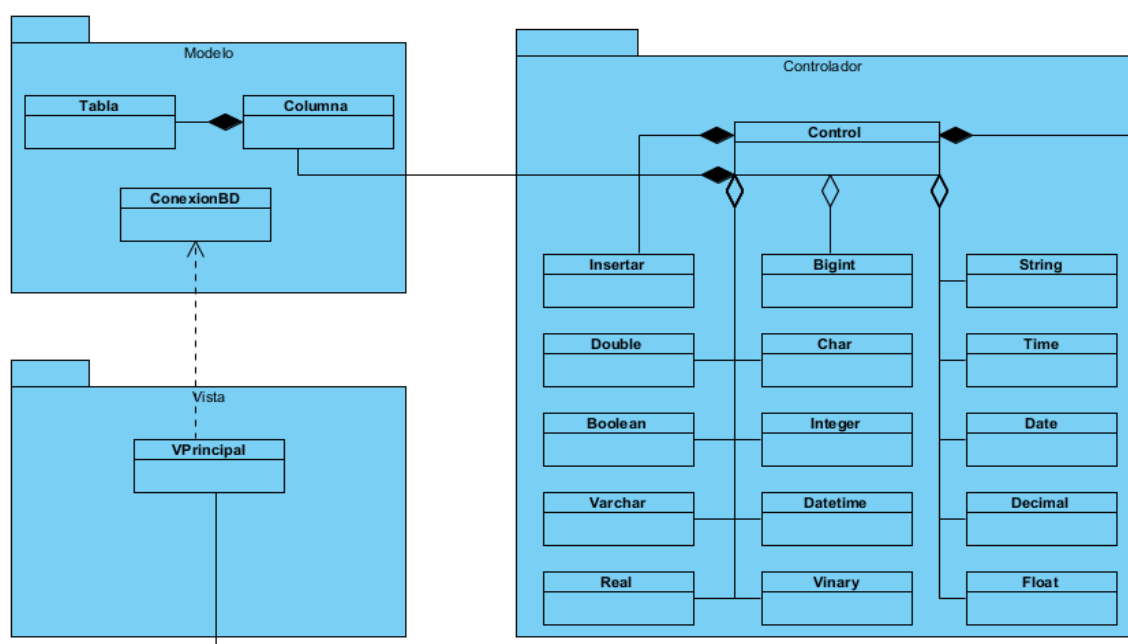 Modelo
Tabla
Columna
ConexionBD
Vista
VPrincipal
Controlador
Control
Insertar
Bigint
String
Double
Char
Time
Boolean
Integer
Date
Varchar
Datetime
Decimal
Real
Vinary
Float